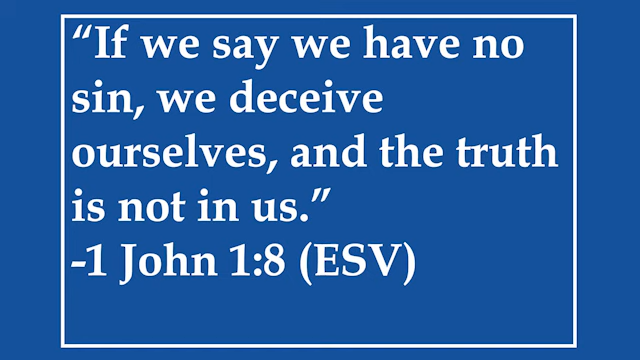 “If we say we have no
sin, we deceive
ourselves, and the truth
is not in us.”
-1 John 1:8 (ESV)